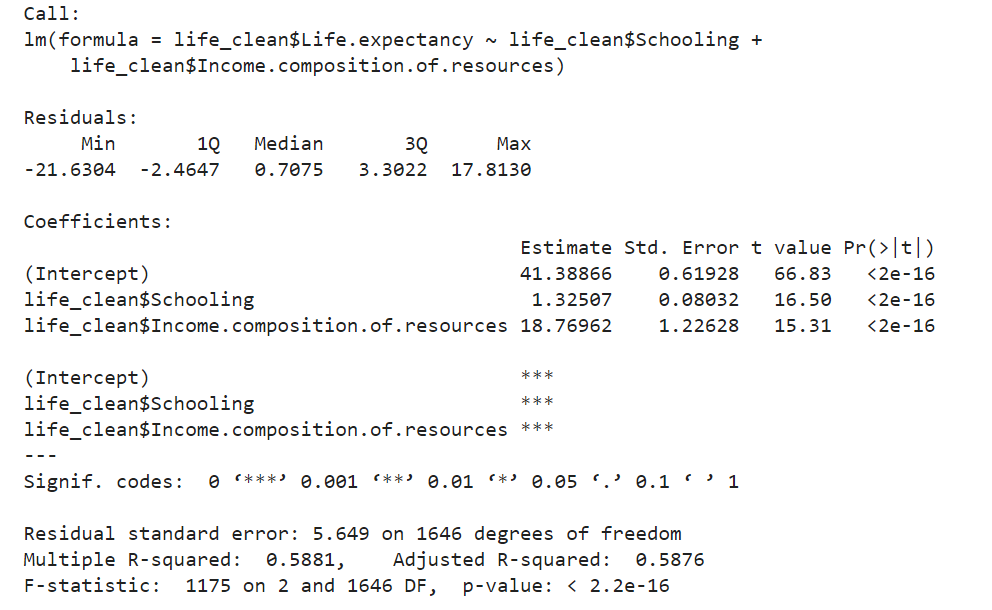 Call:
lm(formula = life_clean$Life.expectancy ~ life_clean$Schooling +
    life_clean$Income.composition.of.resources)

Residuals:
     Min       1Q   Median       3Q      Max
-21.6304  -2.4647   0.7075   3.3022  17.8130

Coefficients:
                                           Estimate Std. Error t value Pr(>|t|)
(Intercept)                                41.38866    0.61928   66.83   <2e-16
life_clean$Schooling                        1.32507    0.08032   16.50   <2e-16
life_clean$Income.composition.of.resources 18.76962    1.22628   15.31   <2e-16

(Intercept)                                ***
life_clean$Schooling                       ***
life_clean$Income.composition.of.resources ***
---
Signif. codes:  0 ‘***’ 0.001 ‘**’ 0.01 ‘*’ 0.05 ‘.’ 0.1 ‘ ’ 1

Residual standard error: 5.649 on 1646 degrees of freedom
Multiple R-squared:  0.5881,	Adjusted R-squared:  0.5876
F-statistic:  1175 on 2 and 1646 DF,  p-value: < 2.2e-16